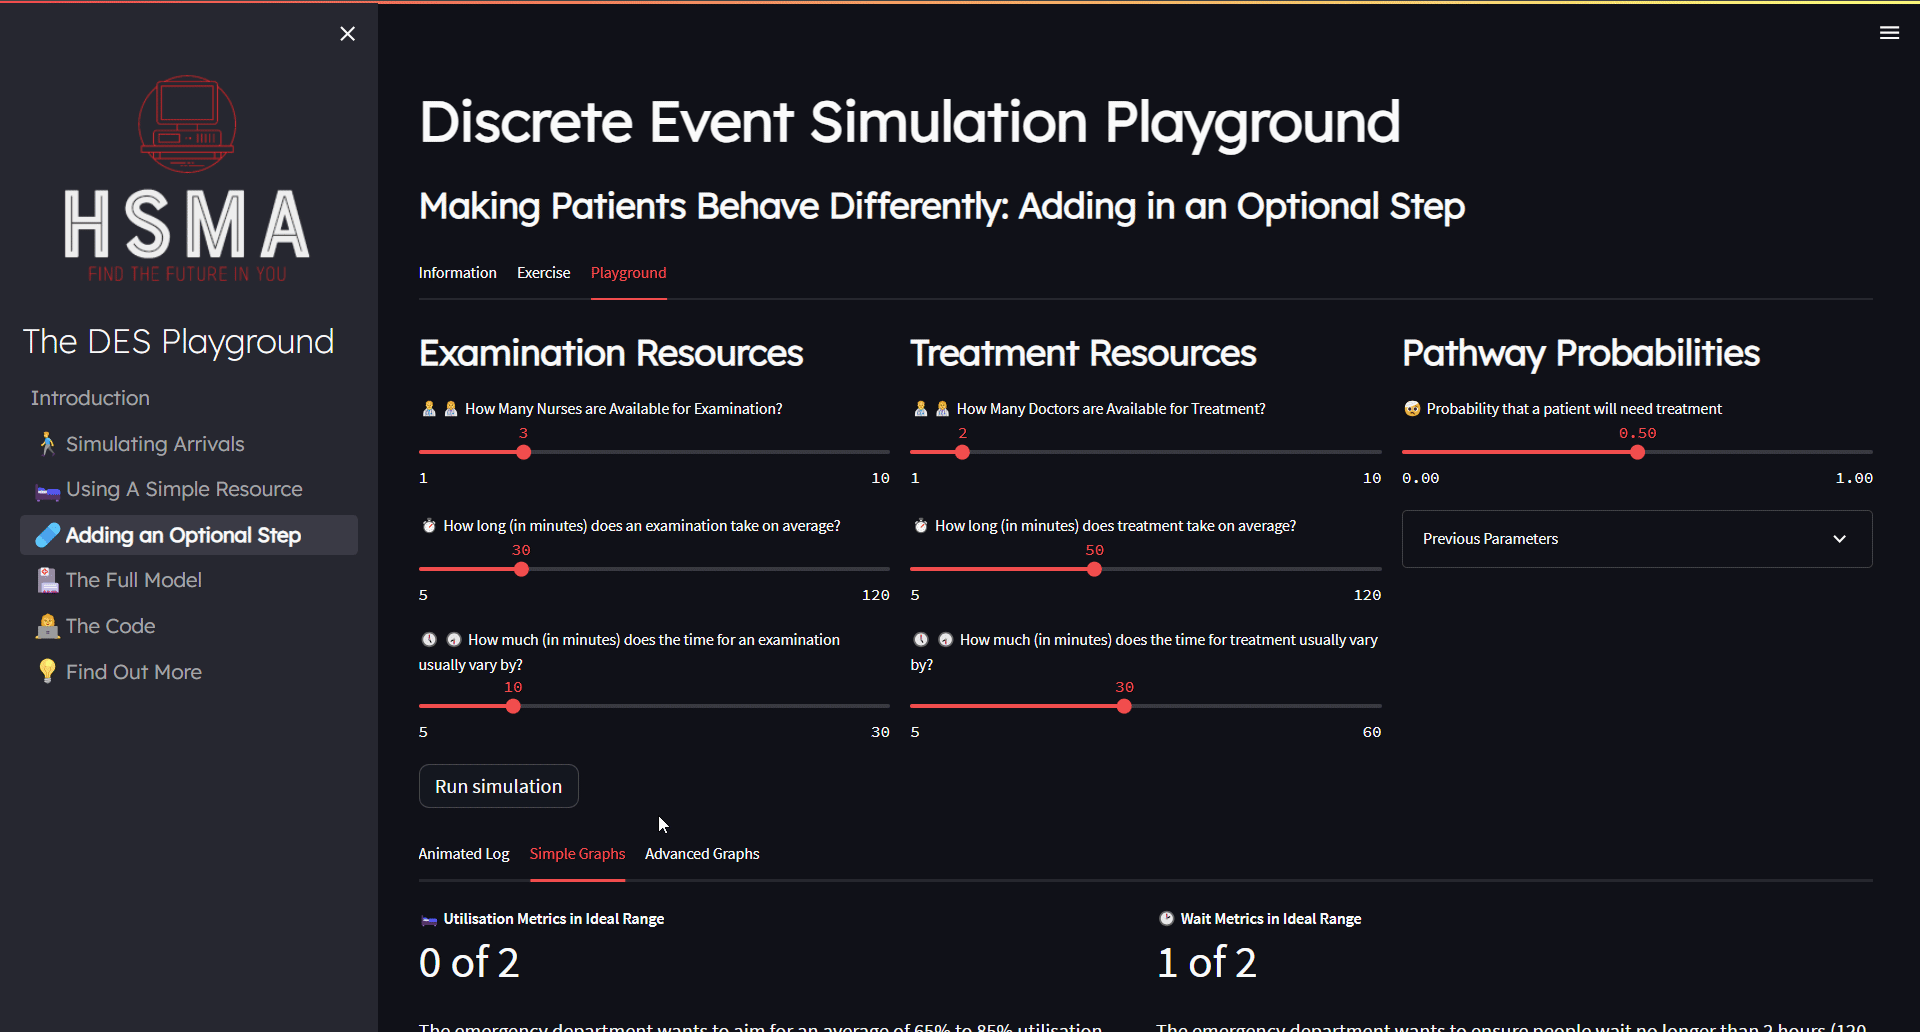 HSMA
FIND THE FUTURE IN YOU
The DES Playground
Introduction
Simulating Arrivals
Using A Simple Resource
Adding an Optional Step
The Full Model
The Code
Find Out More
Discrete Event Simulation Playground
Making Patients Behave Differently: Adding in an Optional Step
Information Exercise Playground
Examination Resources
How Many Nurses are Available for Examination?
3
1 10
How long (in minutes) does an examination take on average?
30
5 120
How much (in minutes) does the time for an examination
usually vary by?
10
5 30
Treatment Resources
How Many Doctors are Available for Treatment?
2
1 10
How long (in minutes) does treatment take on average?
50
5 120
How much (in minutes) does the time for treatment usually vary
by?
30
5 60
Pathway Probabilities
Probability that a patient will need treatment
0.50
0.00 1.00
Previous Parameters
Run simulation
Animated Log Simple Graphs Advanced Graphs
Utilisation Metrics in Ideal Range
0 of 2
The emergency department wants to aim for an average of 65% to 85% utilisation
Wait Metrics in Ideal Range
1 of 2
The emergency department wants to ensure people wait no longer than 2 hours (120